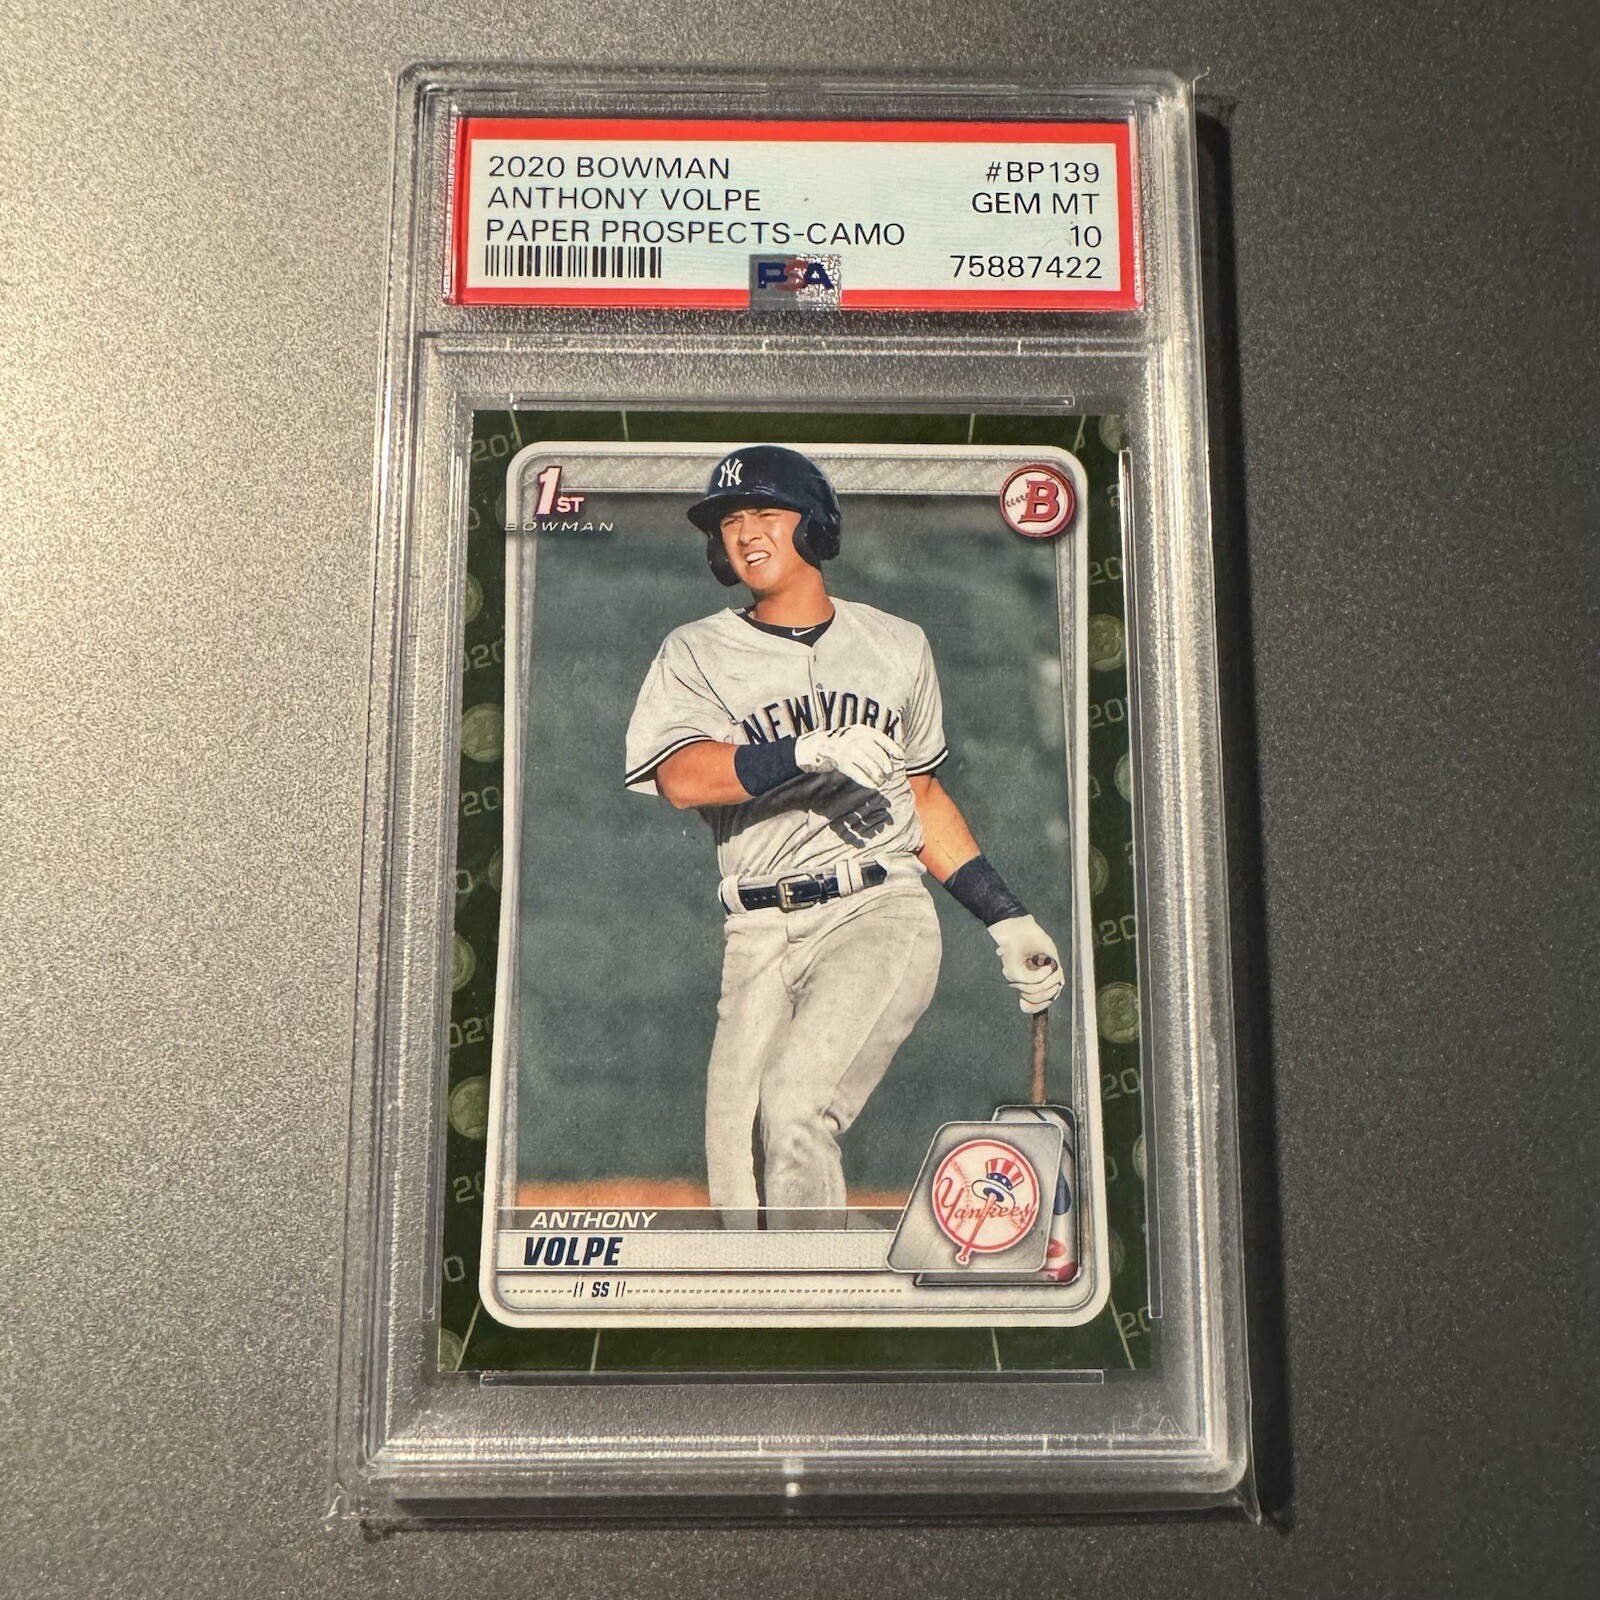 2020 BOWMAN #BP139
ANTHONY VOLPE GEM MT
PAPER PROSPECTS-CAMO 10
PSA 75887422
1ST
BOWMAN
B
NY
NEW YORK
Yankees
ANTHONY
VOLPE
// SS //